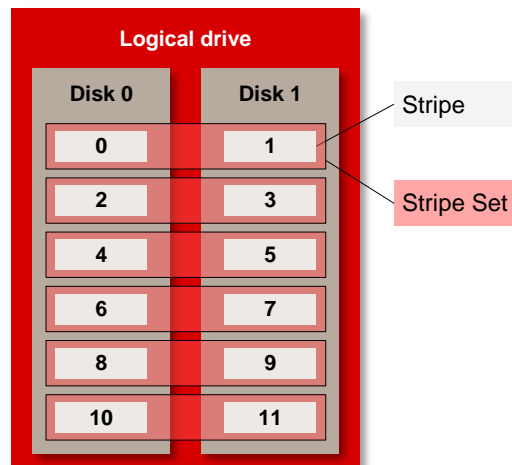 Logical drive
Disk 0 Disk 1
Stripe
0 1
2 3
Stripe Set
4 5
6 7
8 9
10 11